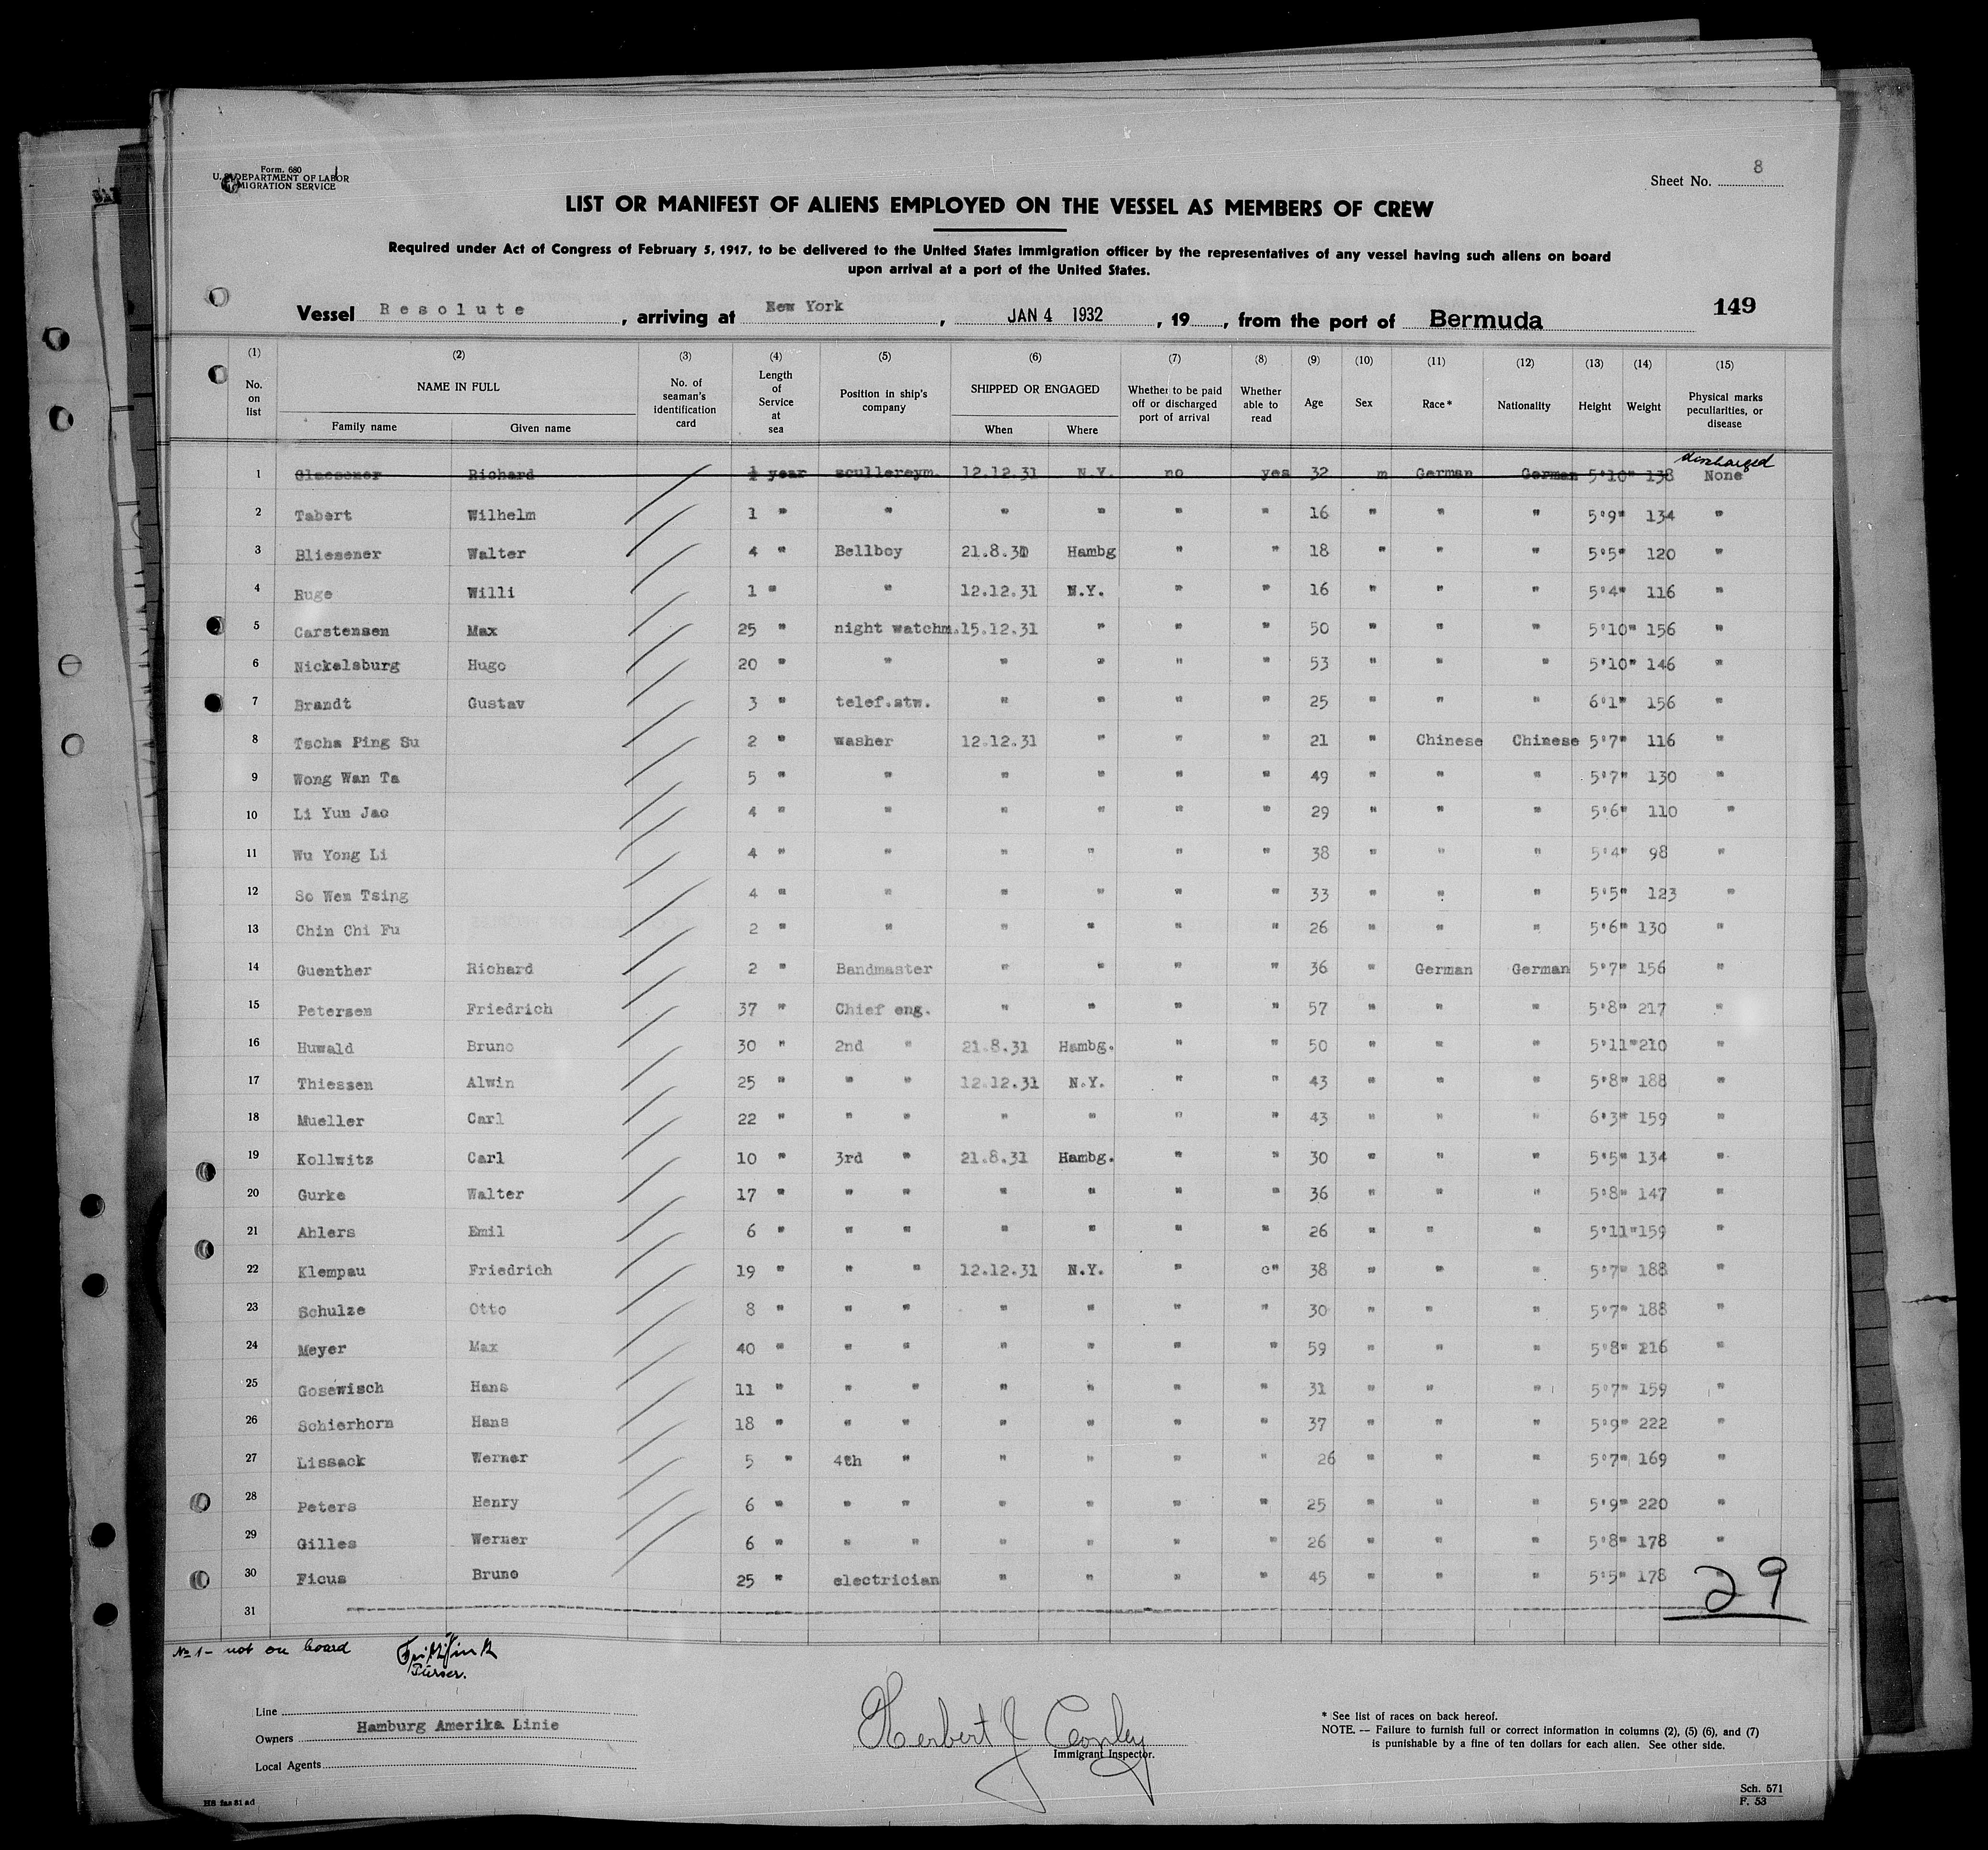 Form. 680
U. S. DEPARTMENT OF LABOR
IMMIGRATION SERVICE
Sheet No. 8
LIST OR MANIFEST OF ALIENS EMPLOYED ON THE VESSEL AS MEMBERS OF CREW
Required under Act of Congress of February 5, 1917, to be delivered to the United States immigration officer by the representatives of any vessel having such aliens on board
upon arrival at a port of the United States.
149
Vessel Resolute, arriving at New York, JAN 4 1932, 19, from the port of Bermuda
(1) (2) (3) (4) (5) (6) (7) (8) (9) (10) (11) (12) (13) (14) (15)
No. on list NAME IN FULL Family name Given name No. of seaman's identification card Length of Service at sea Position in ship's company SHIPPED OR ENGAGED When Where Whether to be paid off or discharged port of arrival Whether able to read Age Sex Race* Nationality Height Weight Physical marks peculiarities, or disease
discharged
1 Glaesener Richard 1 year scullereym. 12.12.31 N.Y. no yes 32 m German German 5'10" 138 None
2 Tabert Wilhelm 1 " " " " " " 16 " " " 5'9" 134 "
3 Bliesener Walter 4 " Bellboy 21.8.31 Hambg " " 18 " " " 5'5" 120 "
4 Ruge Willi 1 " " 12.12.31 N.Y. " " 16 " " " 5'4" 116 "
5 Carstensen Max 25 " night watchm. 15.12.31 " " " 50 " " " 5'10" 156 "
6 Nickelsburg Hugo 20 " " " " " " 53 " " " 5'10" 146 "
7 Brandt Gustav 3 " telef.stw. " " " " 25 " " " 6'1" 156 "
8 Tscha Ping Su 2 " washer 12.12.31 " " " 21 " Chinese Chinese 5'7" 116 "
9 Wong Wan Ta 5 " " " " " " 49 " " " 5'7" 130 "
10 Li Yun Jao 4 " " " " " " 29 " " " 5'6" 110 "
11 Wu Yong Li 4 " " " " " " 38 " " " 5'4" 98 "
12 So Wen Tsing 4 " " " " " " 33 " " " 5'5" 123 "
13 Chin Chi Fu 2 " " " " " " 26 " " " 5'6" 130 "
14 Guenther Richard 2 " Bandmaster " " " " 36 " German German 5'7" 156 "
15 Petersen Friedrich 37 " Chief eng. " " " " 57 " " " 5'8" 217 "
16 Huwald Bruno 30 " 2nd " 21.8.31 Hambg. " " 50 " " " 5'11" 210 "
17 Thiessen Alwin 25 " " " 12.12.31 N.Y. " " 43 " " " 5'8" 188 "
18 Mueller Carl 22 " " " " " " " 43 " " " 6'3" 159 "
19 Kollwitz Carl 10 " 3rd " 21.8.31 Hambg. " " 30 " " " 5'5" 134 "
20 Gurke Walter 17 " " " " " " " 36 " " " 5'8" 147 "
21 Ahlers Emil 6 " " " " " " " 26 " " " 5'11" 159 "
22 Klempau Friedrich 19 " " " 12.12.31 N.Y. " c" 38 " " " 5'7" 188 "
23 Schulze Otto 8 " " " " " " " 30 " " " 5'7" 188 "
24 Meyer Max 40 " " " " " " " 59 " " " 5'8" 216 "
25 Gosewisch Hans 11 " " " " " " " 31 " " " 5'7" 159 "
26 Schierhorn Hans 18 " " " " " " " 37 " " " 5'9" 222 "
27 Lissack Werner 5 " 4th " " " " " 26 " " " 5'7" 169 "
28 Peters Henry 6 " " " " " " " 25 " " " 5'9" 220 "
29 Gilles Werner 6 " " " " " " " 26 " " " 5'8" 178 "
30 Ficus Bruno 25 " electrician " " " " 45 " " " 5'5" 178
31
29
No 1 - not on board
Purser.
Line
Owners Hamburg Amerika Linie
Local Agents
Herbert J Conley
Immigrant Inspector.
* See list of races on back hereof.
NOTE. — Failure to furnish full or correct information in columns (2), (5) (6), and (7)
is punishable by a fine of ten dollars for each alien. See other side.
Sch. 571
F. 53